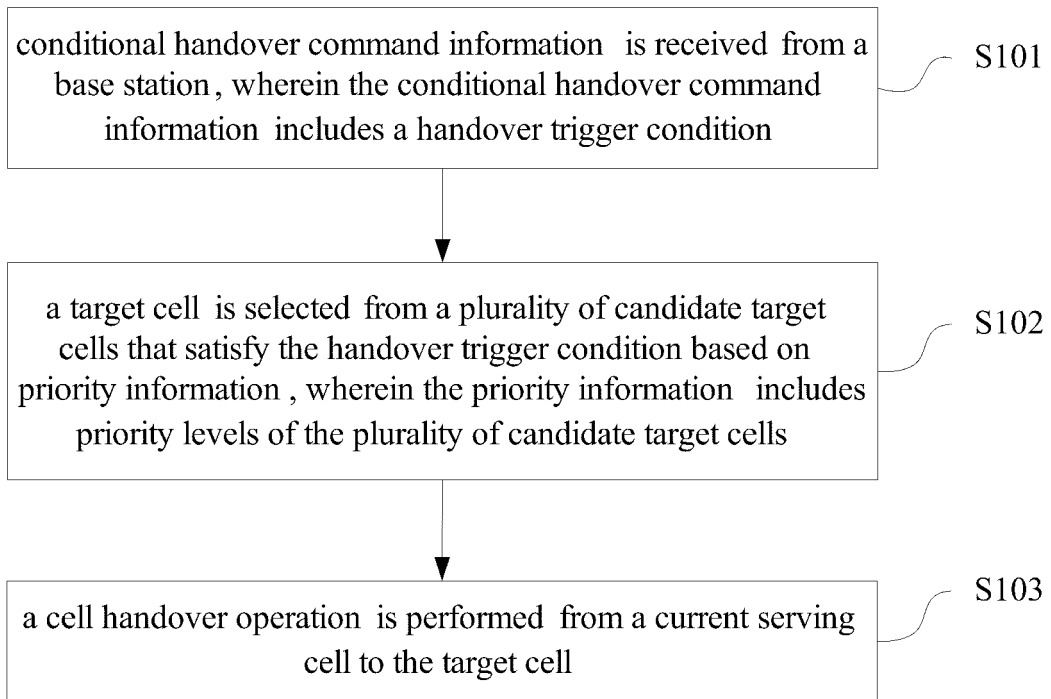 conditional handover command information is received from a
base station, wherein the conditional handover command
information includes a handover trigger condition
S101
a target cell is selected from a plurality of candidate target
cells that satisfy the handover trigger condition based on
priority information , wherein the priority information includes
priority levels of the plurality of candidate target cells
S102
a cell handover operation is performed from a current serving
cell to the target cell
S103